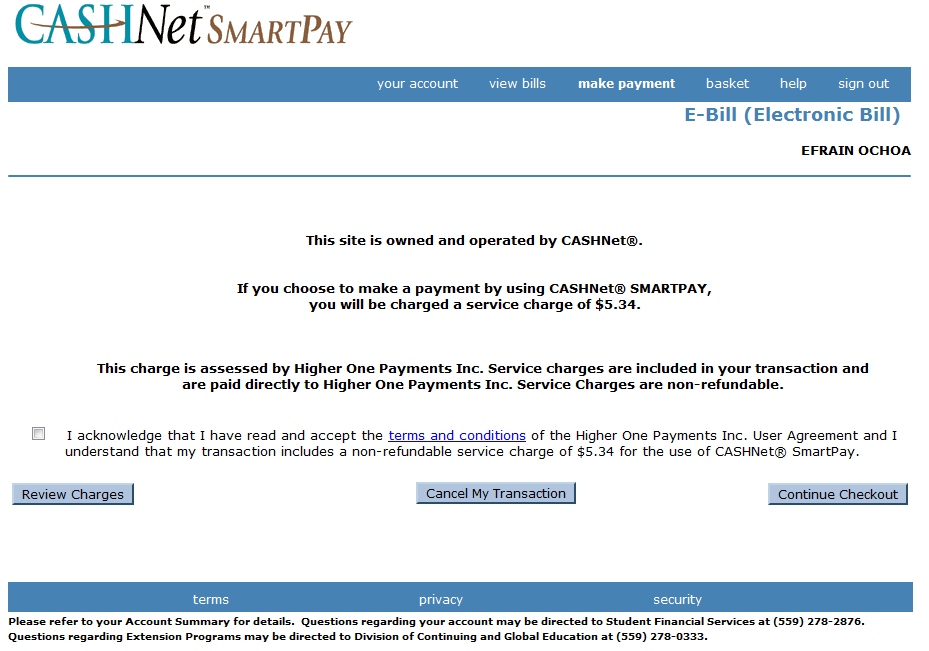 CASHNet™ SMARTPAY
your account view bills make payment basket help sign out
E-Bill (Electronic Bill)
EFRAIN OCHOA
This site is owned and operated by CASHNet®.
If you choose to make a payment by using CASHNet® SMARTPAY,
you will be charged a service charge of $5.34.
This charge is assessed by Higher One Payments Inc. Service charges are included in your transaction and
are paid directly to Higher One Payments Inc. Service Charges are non-refundable.
I acknowledge that I have read and accept the terms and conditions of the Higher One Payments Inc. User Agreement and I
understand that my transaction includes a non-refundable service charge of $5.34 for the use of CASHNet® SmartPay.
Review Charges Cancel My Transaction Continue Checkout
terms privacy security
Please refer to your Account Summary for details. Questions regarding your account may be directed to Student Financial Services at (559) 278-2876.
Questions regarding Extension Programs may be directed to Division of Continuing and Global Education at (559) 278-0333.